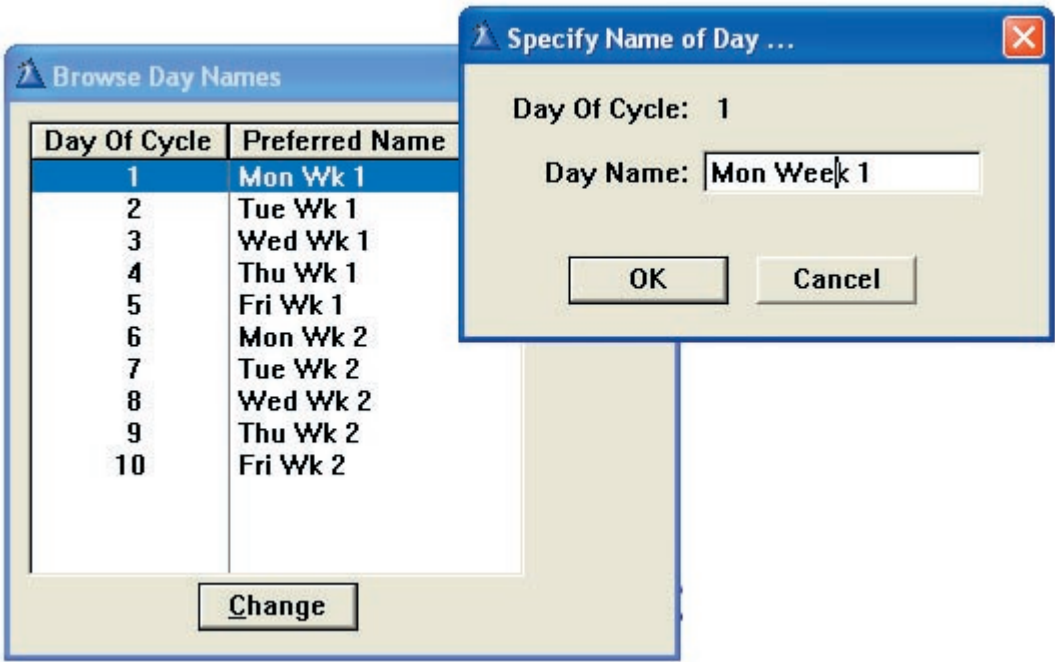 Specify Name of Day ...
Day Of Cycle: 1
Day Name: Mon Week 1
OK Cancel
Browse Day Names
Day Of Cycle Preferred Name
1 Mon Wk 1
2 Tue Wk 1
3 Wed Wk 1
4 Thu Wk 1
5 Fri Wk 1
6 Mon Wk 2
7 Tue Wk 2
8 Wed Wk 2
9 Thu Wk 2
10 Fri Wk 2
Change